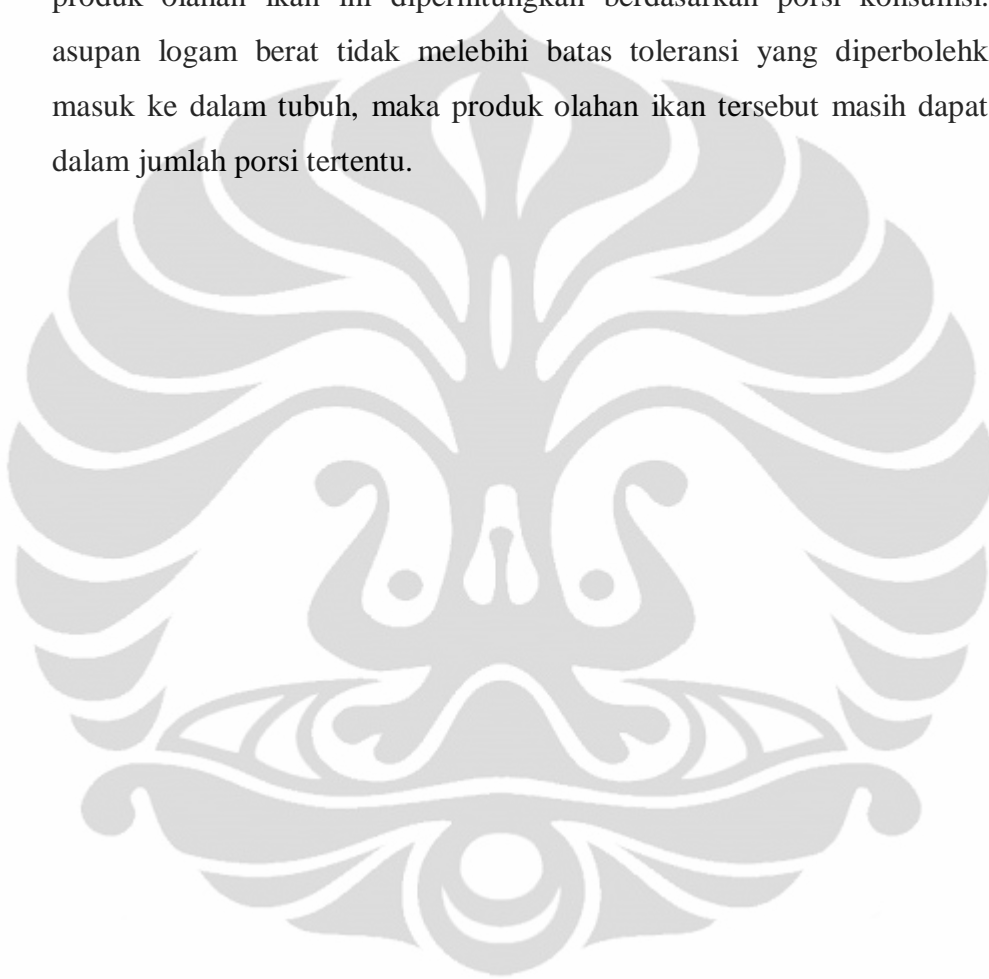 produk olahan ikan ini diperhitungkan berdasarkan porsi konsumsi.
asupan logam berat tidak melebihi batas toleransi yang diperbolehk
masuk ke dalam tubuh, maka produk olahan ikan tersebut masih dapat
dalam jumlah porsi tertentu.